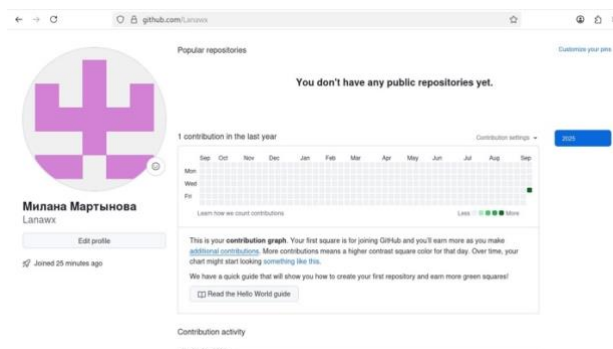 github.com/Lanawx
Popular repositories
Customize your pins
You don't have any public repositories yet.
1 contribution in the last year
Contribution settings
2025
Sep Oct Nov Dec Jan Feb Mar Apr May Jun Jul Aug Sep
Mon
Wed
Fri
Learn how we count contributions
Less
More
Милана Мартынова
Lanawx
Edit profile
Joined 25 minutes ago
This is your contribution graph. Your first square is for joining GitHub and you'll earn more as you make
additional contributions. More contributions means a higher contrast square color for that day. Over time, your
chart might start looking something like this.
We have a quick guide that will show you how to create your first repository and earn more green squares!
Read the Hello World guide
Contribution activity